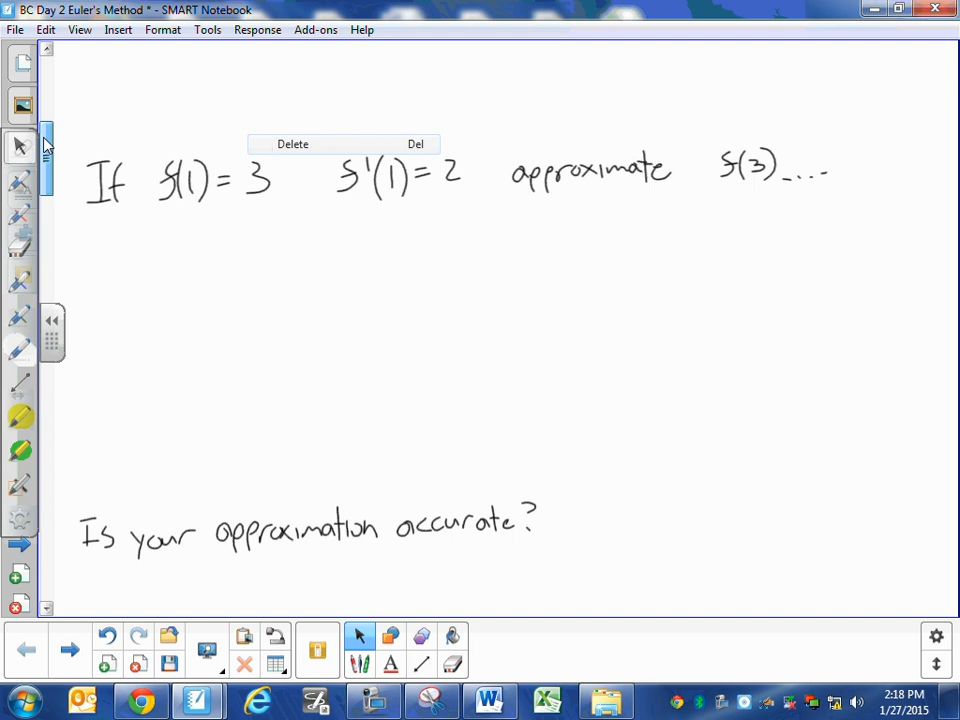 BC Day 2 Euler's Method * - SMART Notebook
File Edit View Insert Format Tools Response Add-ons Help
Delete Del
If f(1) = 3 f'(1) = 2 approximate f(3)....
Is your approximation accurate?
A
2:18 PM
1/27/2015